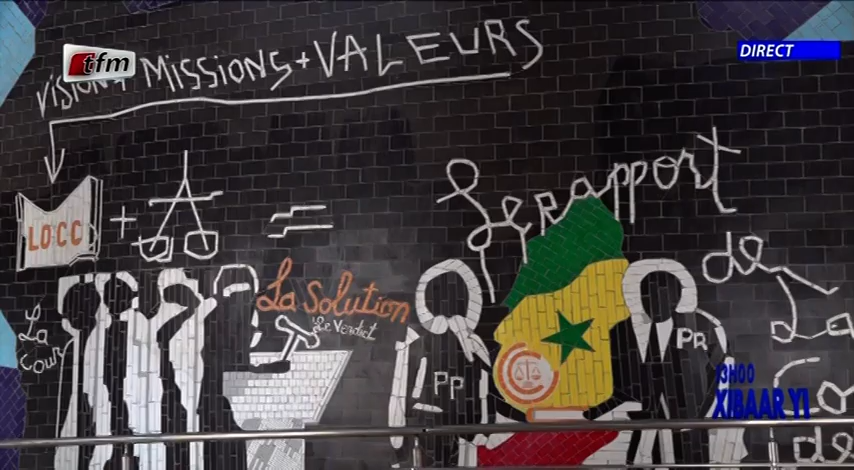 tfm
DIRECT
Vision + MISSIONS + VALEURS
LOCC
+
=
Le rapport
de La
La Solution
Le Verdict
La
Cour
PP
PR
13H00
XIBAAR YI
de